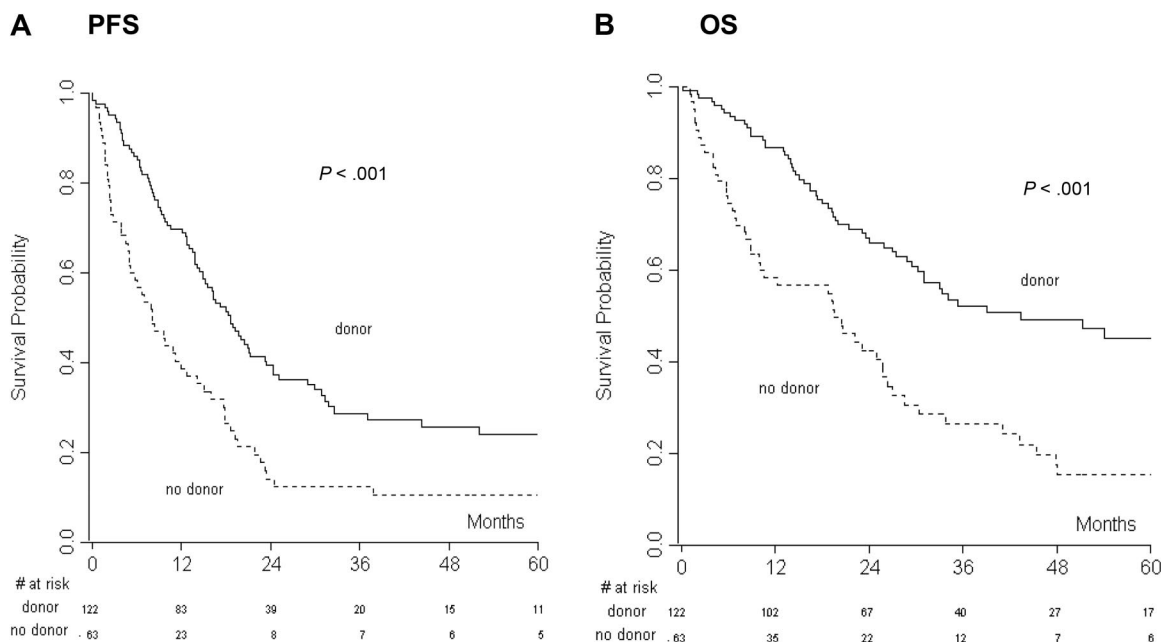 A PFS
Survival Probability
0.0 0.2 0.4 0.6 0.8 1.0
P < .001
donor
no donor
Months
0 12 24 36 48 60
# at risk
donor 122 83 39 20 15 11
no donor . 63 23 8 7 6 5
B OS
Survival Probability
0.0 0.2 0.4 0.6 0.8 1.0
P < .001
donor
no donor
Months
0 12 24 36 48 60
# at risk
donor 122 102 67 40 27 17
no donor . 63 35 22 12 7 6